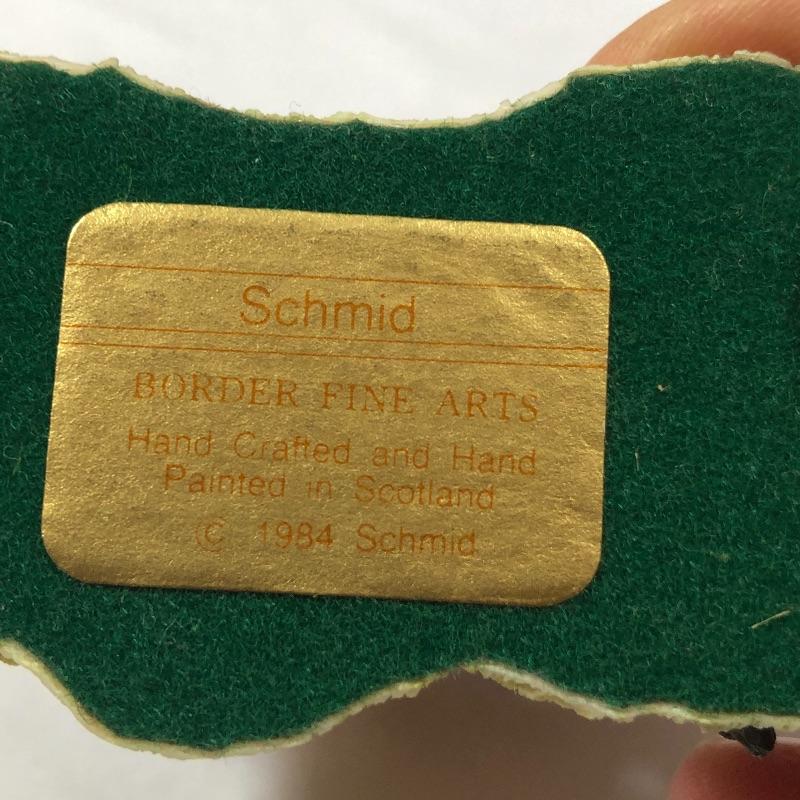 Schmid
BORDER FINE ARTS
Hand Crafted and Hand
Painted in Scotland
© 1984 Schmid